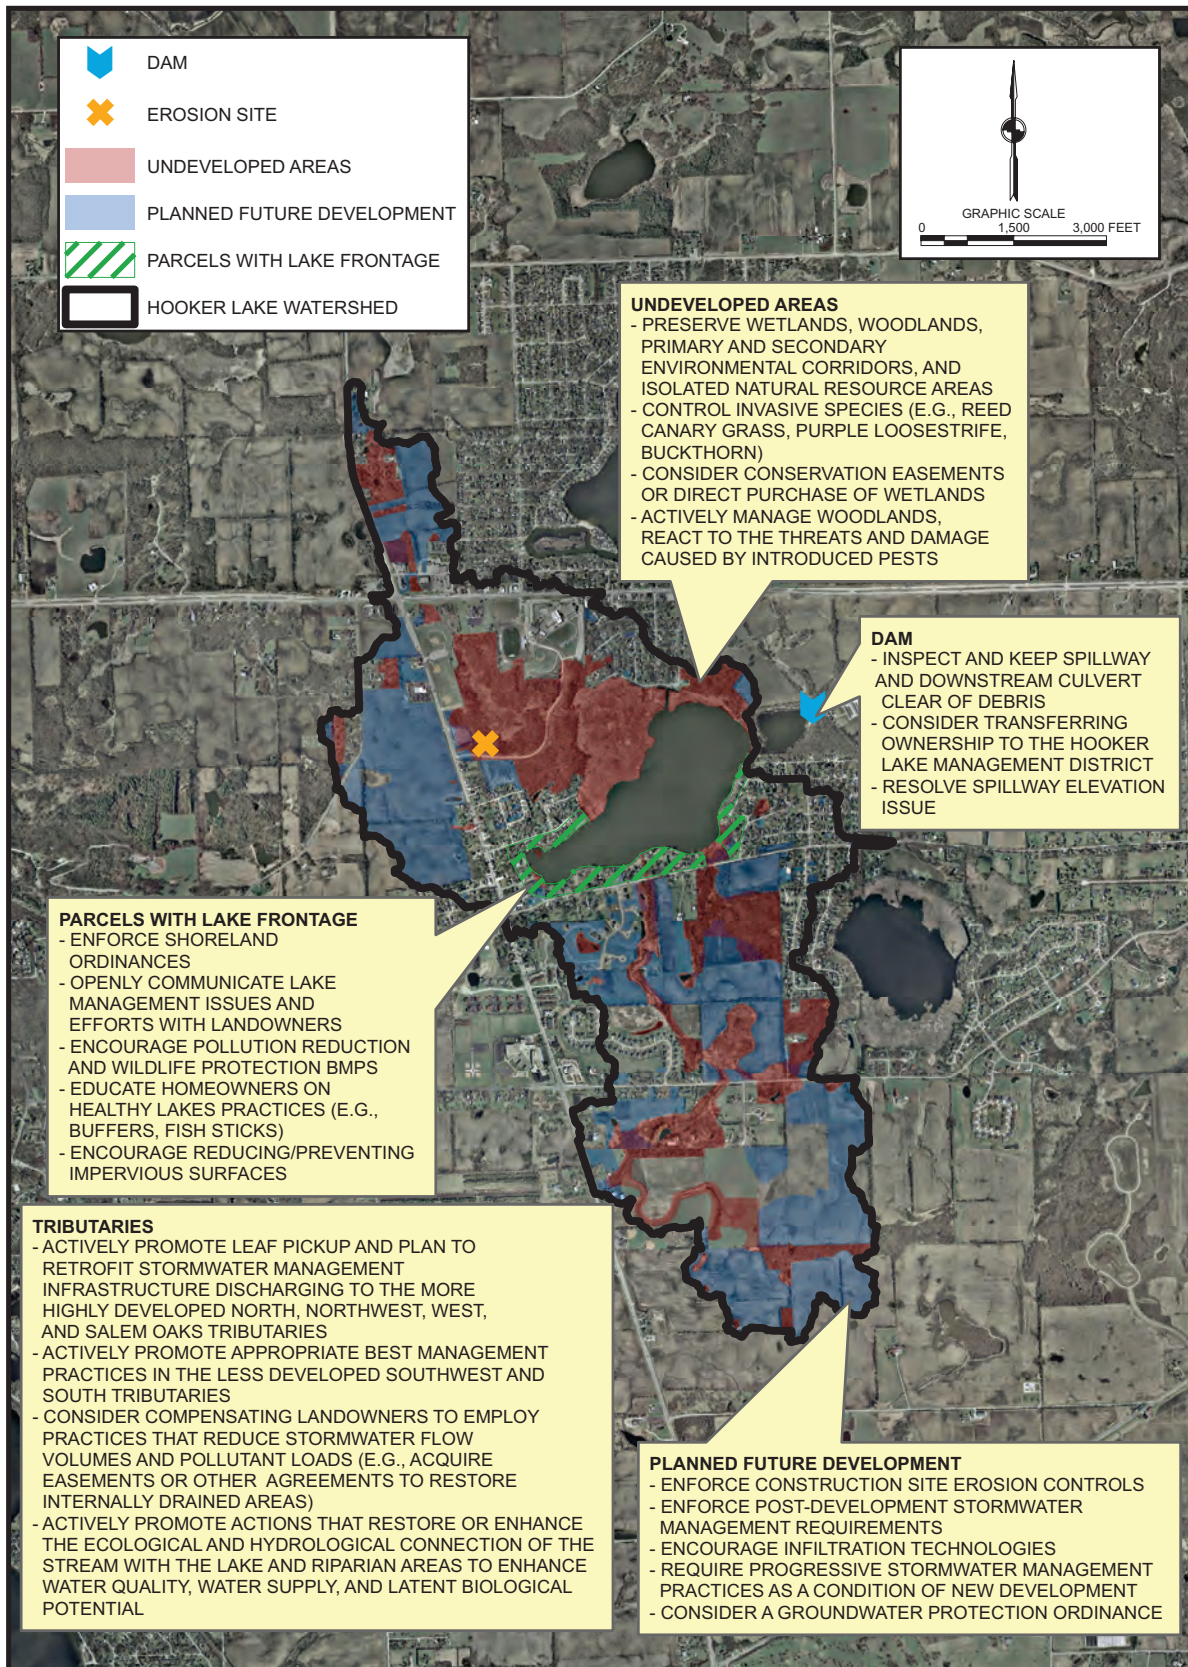 DAM
EROSION SITE
UNDEVELOPED AREAS
PLANNED FUTURE DEVELOPMENT
PARCELS WITH LAKE FRONTAGE
HOOKER LAKE WATERSHED
GRAPHIC SCALE
0 1,500 3,000 FEET
UNDEVELOPED AREAS
- PRESERVE WETLANDS, WOODLANDS,
PRIMARY AND SECONDARY
ENVIRONMENTAL CORRIDORS, AND
ISOLATED NATURAL RESOURCE AREAS
- CONTROL INVASIVE SPECIES (E.G., REED
CANARY GRASS, PURPLE LOOSESTRIFE,
BUCKTHORN)
- CONSIDER CONSERVATION EASEMENTS
OR DIRECT PURCHASE OF WETLANDS
- ACTIVELY MANAGE WOODLANDS,
REACT TO THE THREATS AND DAMAGE
CAUSED BY INTRODUCED PESTS
DAM
- INSPECT AND KEEP SPILLWAY
AND DOWNSTREAM CULVERT
CLEAR OF DEBRIS
- CONSIDER TRANSFERRING
OWNERSHIP TO THE HOOKER
LAKE MANAGEMENT DISTRICT
- RESOLVE SPILLWAY ELEVATION
ISSUE
PARCELS WITH LAKE FRONTAGE
- ENFORCE SHORELAND
ORDINANCES
- OPENLY COMMUNICATE LAKE
MANAGEMENT ISSUES AND
EFFORTS WITH LANDOWNERS
- ENCOURAGE POLLUTION REDUCTION
AND WILDLIFE PROTECTION BMPS
- EDUCATE HOMEOWNERS ON
HEALTHY LAKES PRACTICES (E.G.,
BUFFERS, FISH STICKS)
- ENCOURAGE REDUCING/PREVENTING
IMPERVIOUS SURFACES
TRIBUTARIES
- ACTIVELY PROMOTE LEAF PICKUP AND PLAN TO
RETROFIT STORMWATER MANAGEMENT
INFRASTRUCTURE DISCHARGING TO THE MORE
HIGHLY DEVELOPED NORTH, NORTHWEST, WEST,
AND SALEM OAKS TRIBUTARIES
- ACTIVELY PROMOTE APPROPRIATE BEST MANAGEMENT
PRACTICES IN THE LESS DEVELOPED SOUTHWEST AND
SOUTH TRIBUTARIES
- CONSIDER COMPENSATING LANDOWNERS TO EMPLOY
PRACTICES THAT REDUCE STORMWATER FLOW
VOLUMES AND POLLUTANT LOADS (E.G., ACQUIRE
EASEMENTS OR OTHER AGREEMENTS TO RESTORE
INTERNALLY DRAINED AREAS)
- ACTIVELY PROMOTE ACTIONS THAT RESTORE OR ENHANCE
THE ECOLOGICAL AND HYDROLOGICAL CONNECTION OF THE
STREAM WITH THE LAKE AND RIPARIAN AREAS TO ENHANCE
WATER QUALITY, WATER SUPPLY, AND LATENT BIOLOGICAL
POTENTIAL
PLANNED FUTURE DEVELOPMENT
- ENFORCE CONSTRUCTION SITE EROSION CONTROLS
- ENFORCE POST-DEVELOPMENT STORMWATER
MANAGEMENT REQUIREMENTS
- ENCOURAGE INFILTRATION TECHNOLOGIES
- REQUIRE PROGRESSIVE STORMWATER MANAGEMENT
PRACTICES AS A CONDITION OF NEW DEVELOPMENT
- CONSIDER A GROUNDWATER PROTECTION ORDINANCE